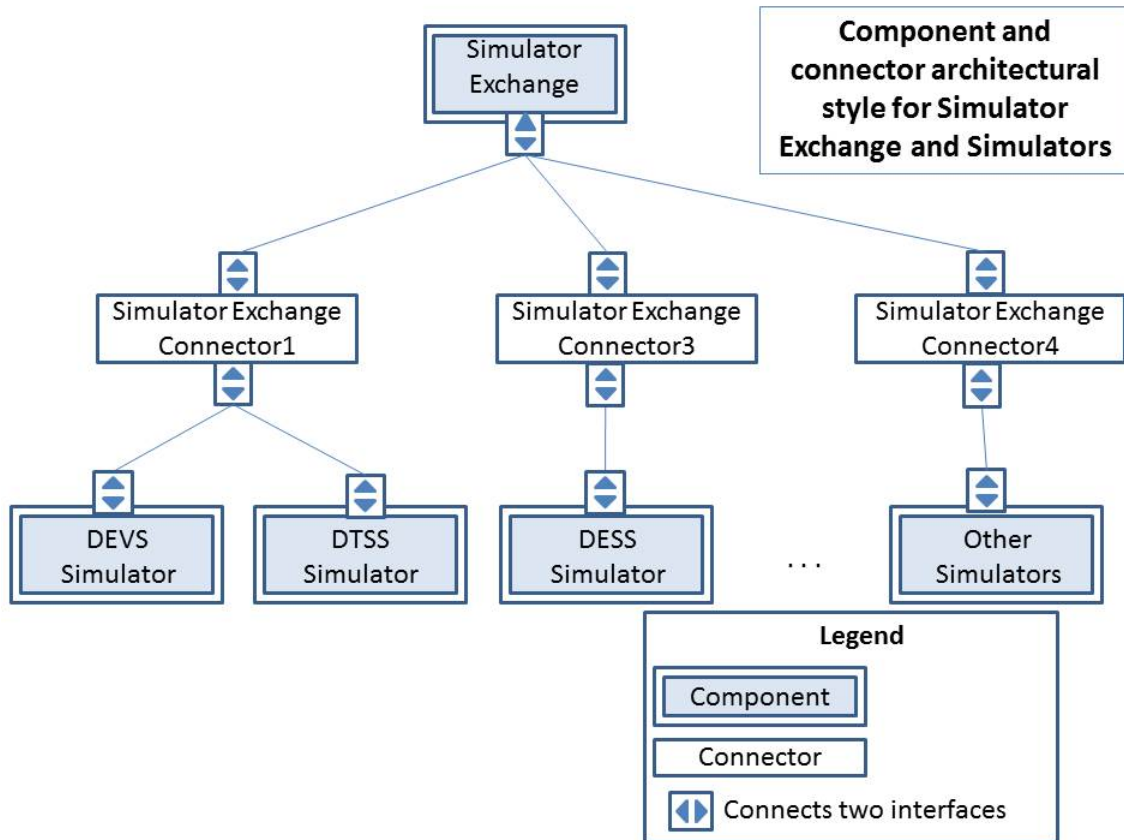 Simulator
Exchange
Component and
connector architectural
style for Simulator
Exchange and Simulators
Simulator Exchange
Connector1
Simulator Exchange
Connector3
Simulator Exchange
Connector4
DEVS
Simulator
DTSS
Simulator
DESS
Simulator
. . .
Other
Simulators
Legend
Component
Connector
Connects two interfaces